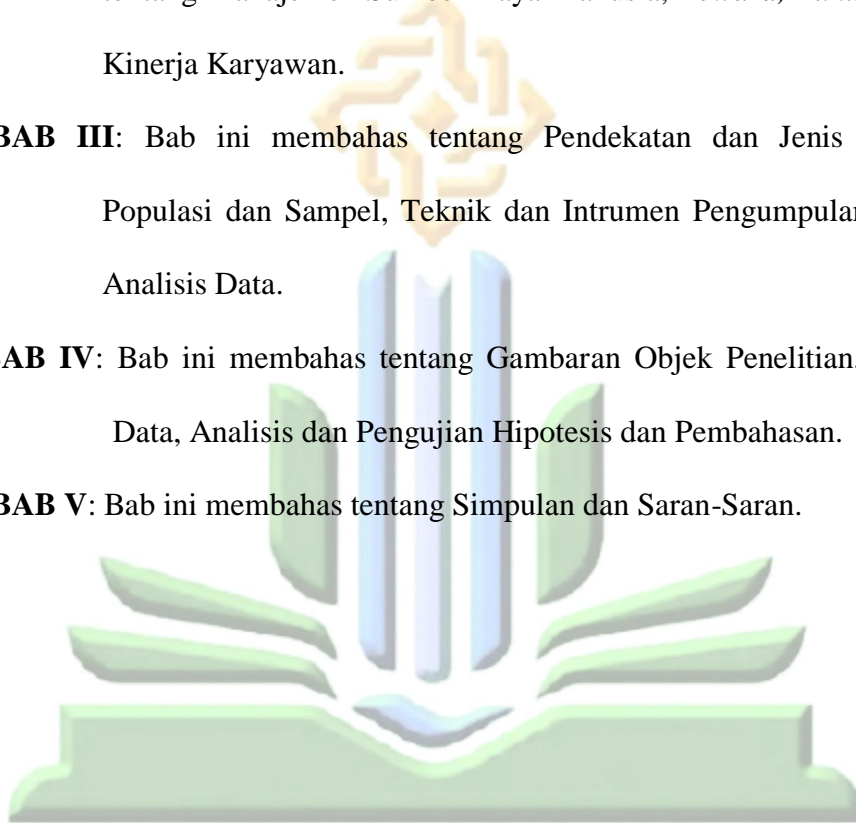 Kinerja Karyawan.
BAB III: Bab ini membahas tentang Pendekatan dan Jenis
Populasi dan Sampel, Teknik dan Intrumen Pengumpulan
Analisis Data.
BAB IV: Bab ini membahas tentang Gambaran Objek Penelitian.
Data, Analisis dan Pengujian Hipotesis dan Pembahasan.
BAB V: Bab ini membahas tentang Simpulan dan Saran-Saran.